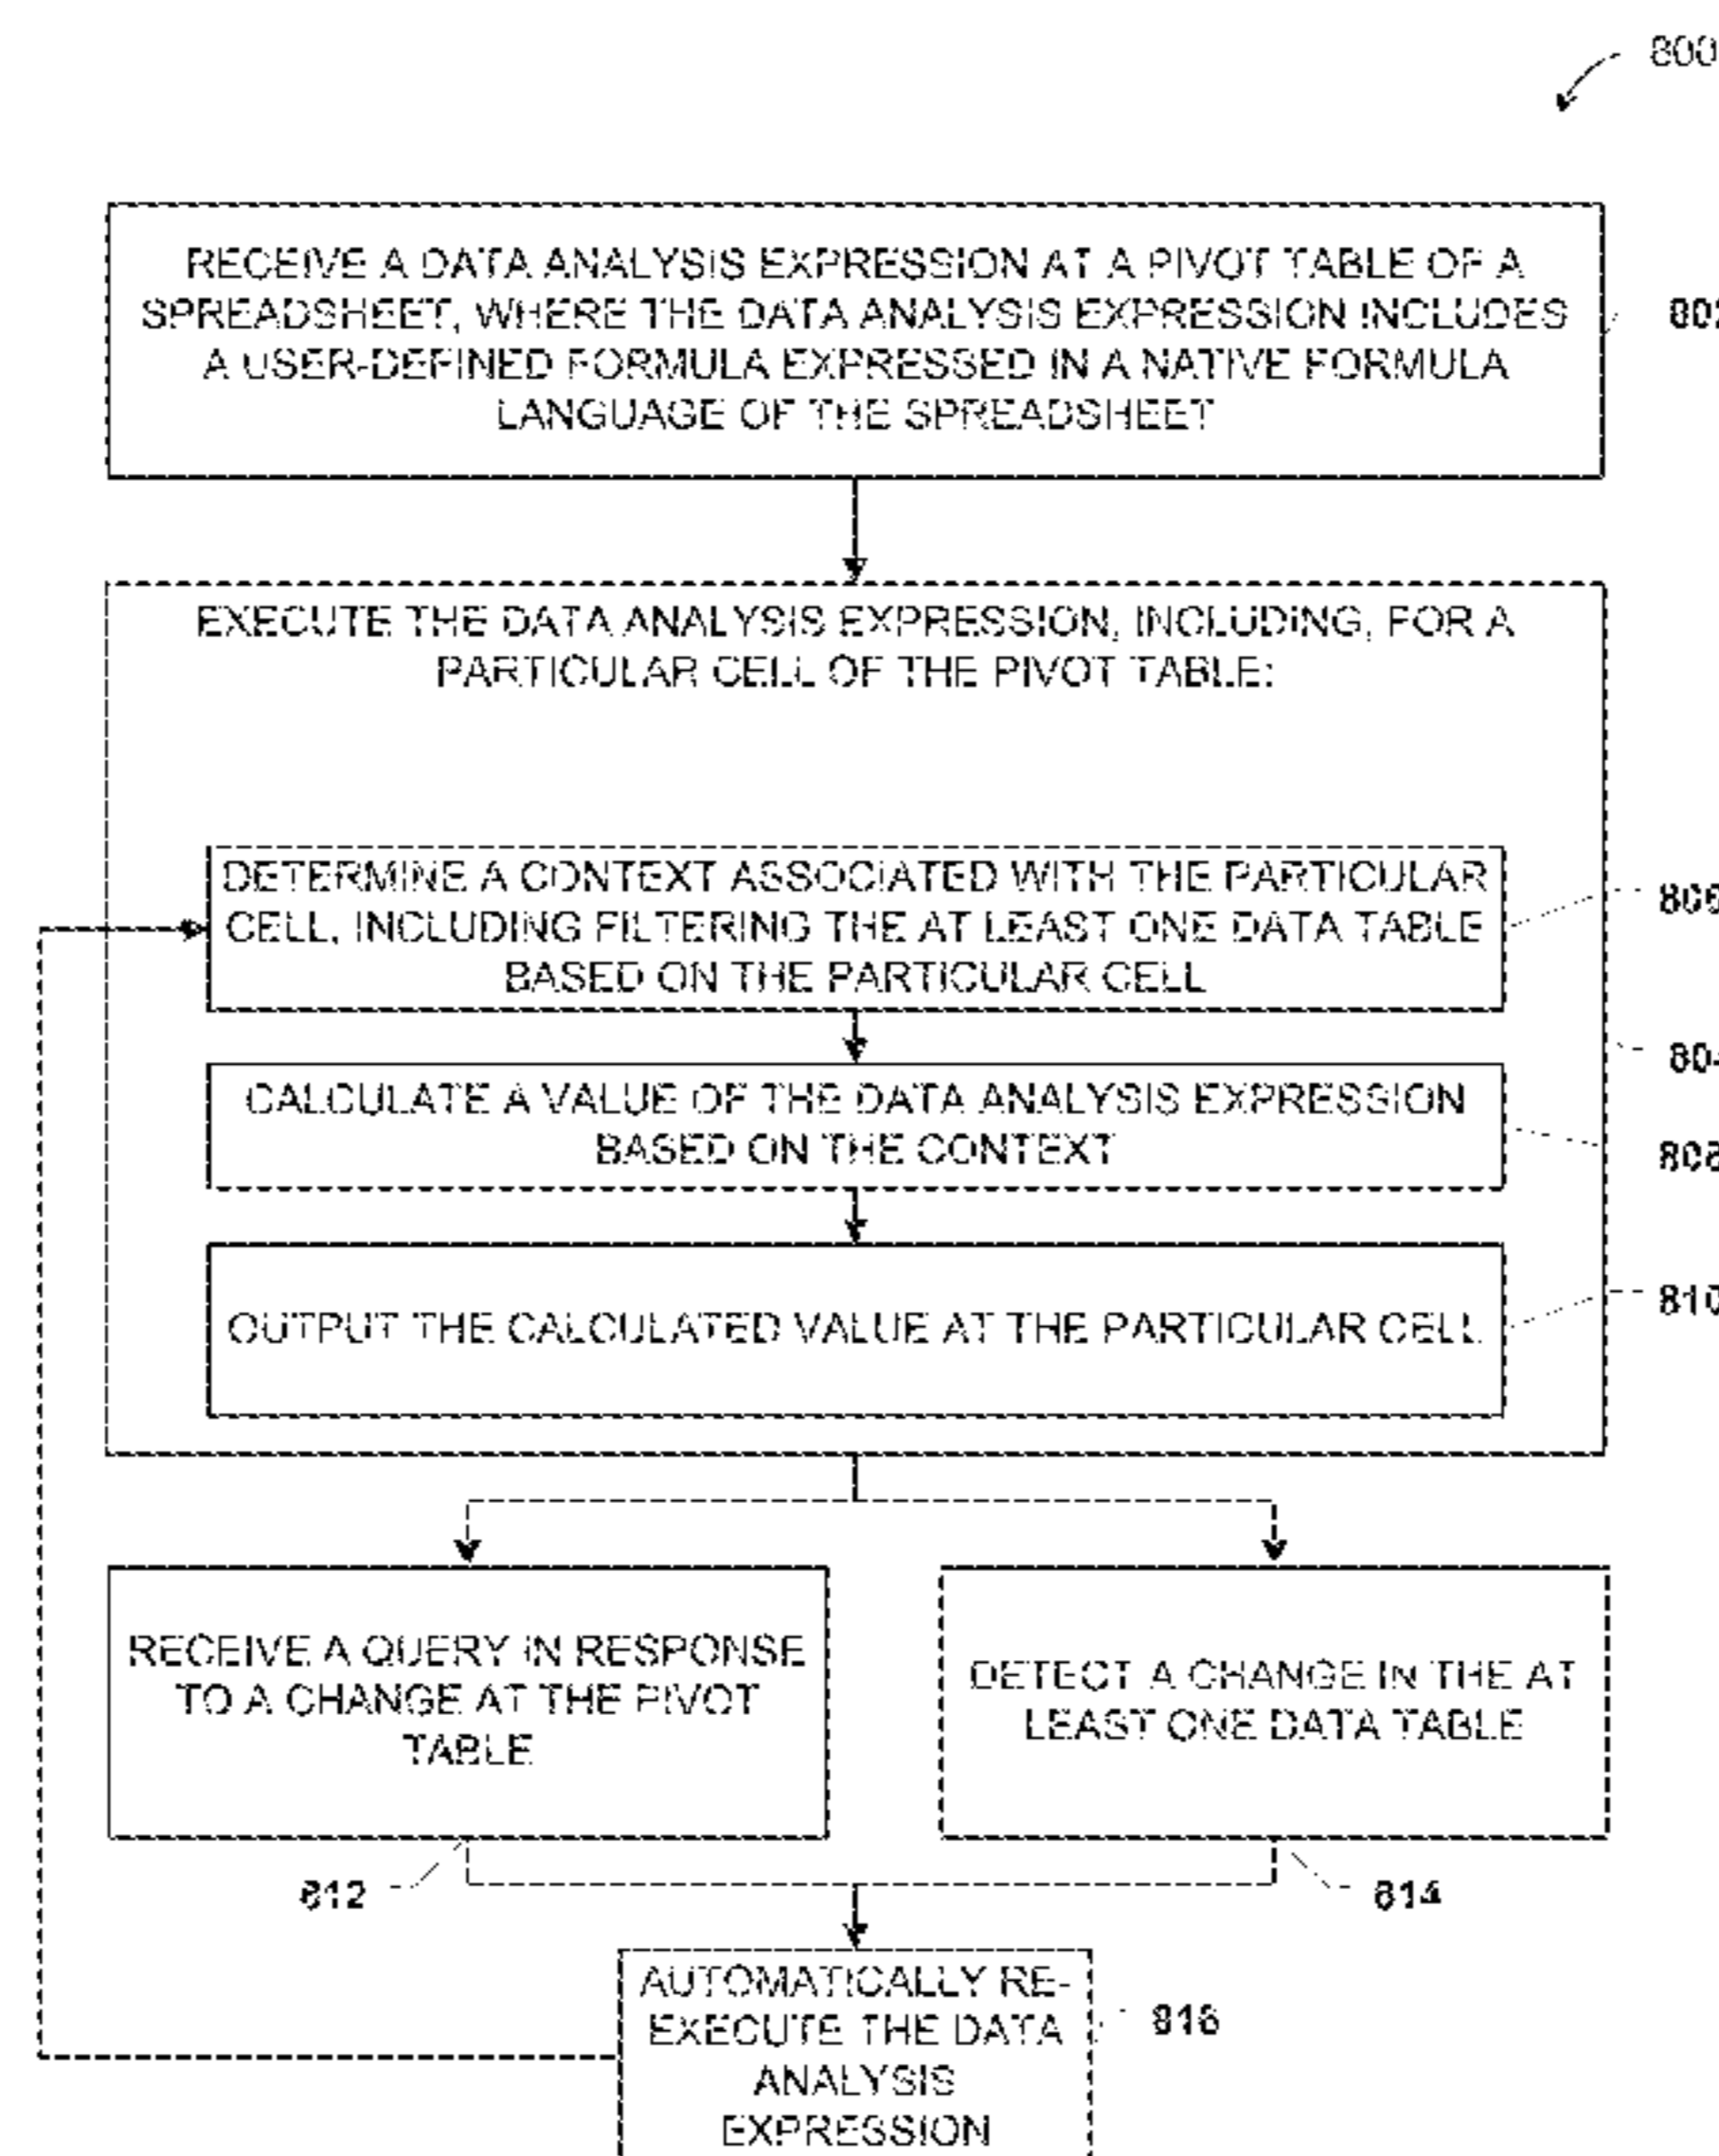 800
RECEIVE A DATA ANALYSIS EXPRESSION AT A PIVOT TABLE OF A
SPREADSHEET, WHERE THE DATA ANALYSIS EXPRESSION INCLUDES
A USER-DEFINED FORMULA EXPRESSED IN A NATIVE FORMULA
LANGUAGE OF THE SPREADSHEET
802
EXECUTE THE DATA ANALYSIS EXPRESSION, INCLUDING, FOR A
PARTICULAR CELL OF THE PIVOT TABLE:
DETERMINE A CONTEXT ASSOCIATED WITH THE PARTICULAR
CELL, INCLUDING FILTERING THE AT LEAST ONE DATA TABLE
BASED ON THE PARTICULAR CELL
806
804
CALCULATE A VALUE OF THE DATA ANALYSIS EXPRESSION
BASED ON THE CONTEXT
808
OUTPUT THE CALCULATED VALUE AT THE PARTICULAR CELL
810
RECEIVE A QUERY IN RESPONSE
TO A CHANGE AT THE PIVOT
TABLE
DETECT A CHANGE IN THE AT
LEAST ONE DATA TABLE
812
814
AUTOMATICALLY RE-
EXECUTE THE DATA
ANALYSIS
EXPRESSION
816